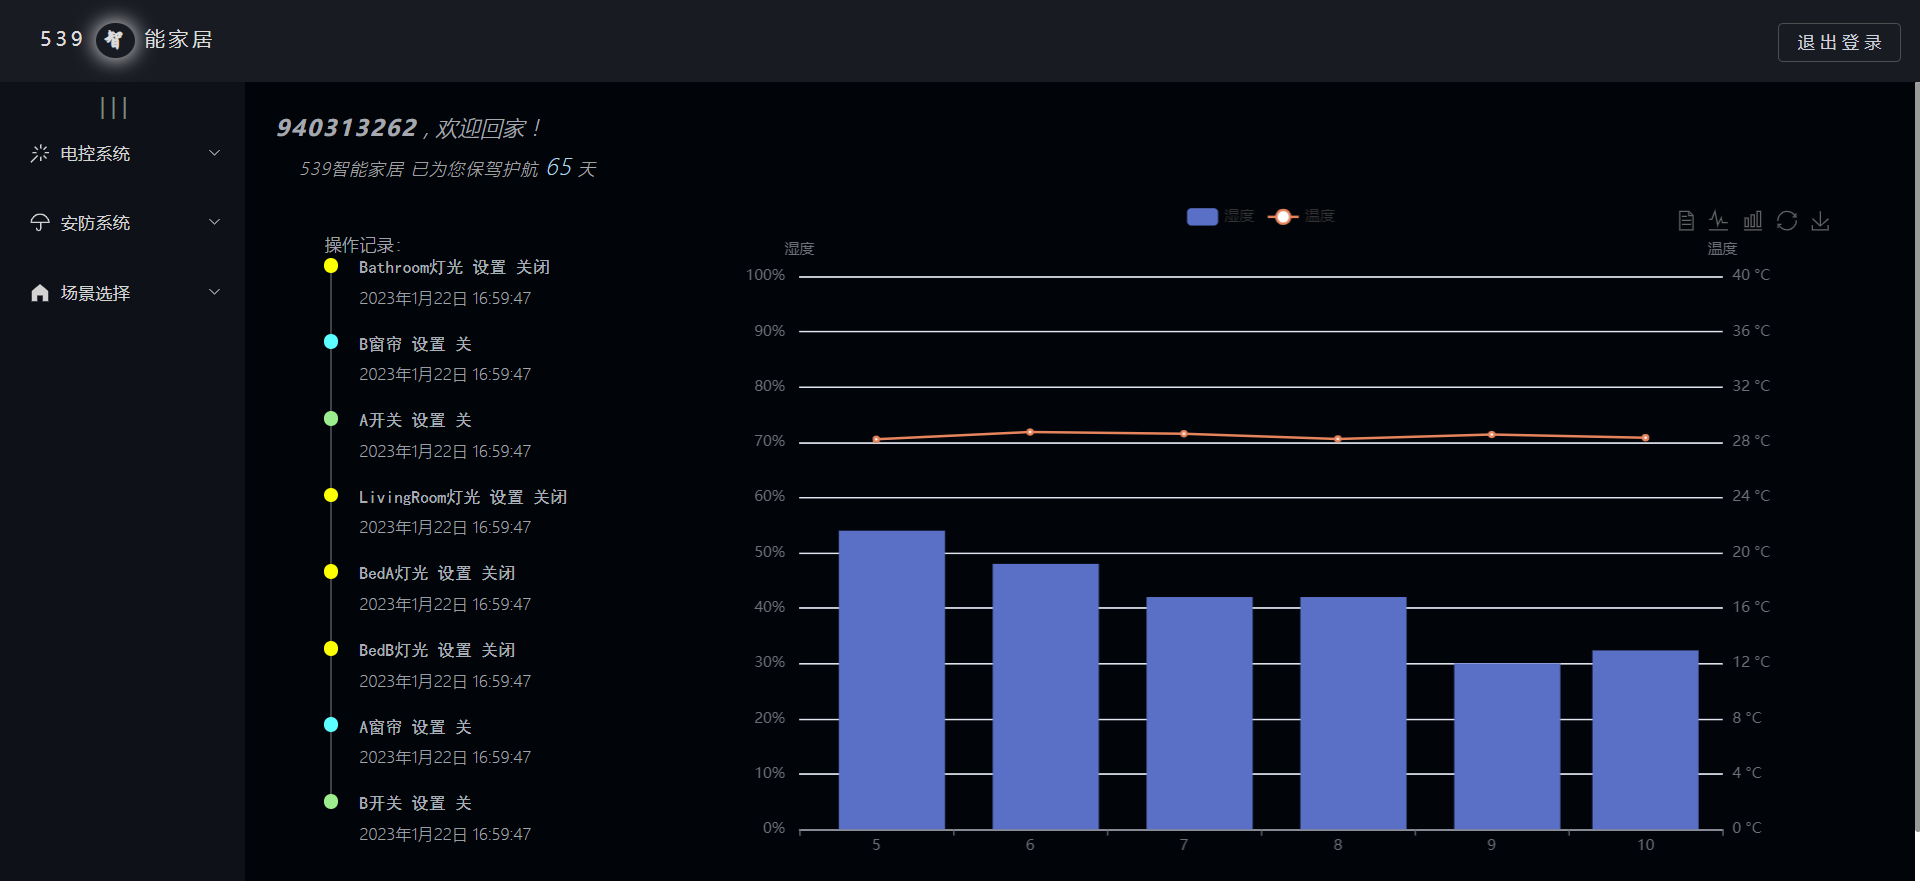 539 智 能家居
退出登录
|||
电控系统
安防系统
场景选择
940313262 , 欢迎回家！
539智能家居 已为您保驾护航 65 天
操作记录:
Bathroom灯光 设置 关闭
2023年1月22日 16:59:47
B窗帘 设置 关
2023年1月22日 16:59:47
A开关 设置 关
2023年1月22日 16:59:47
LivingRoom灯光 设置 关闭
2023年1月22日 16:59:47
BedA灯光 设置 关闭
2023年1月22日 16:59:47
BedB灯光 设置 关闭
2023年1月22日 16:59:47
A窗帘 设置 关
2023年1月22日 16:59:47
B开关 设置 关
2023年1月22日 16:59:47
湿度 温度
湿度 温度
100% 40 °C
90% 36 °C
80% 32 °C
70% 28 °C
60% 24 °C
50% 20 °C
40% 16 °C
30% 12 °C
20% 8 °C
10% 4 °C
0% 0 °C
5 6 7 8 9 10